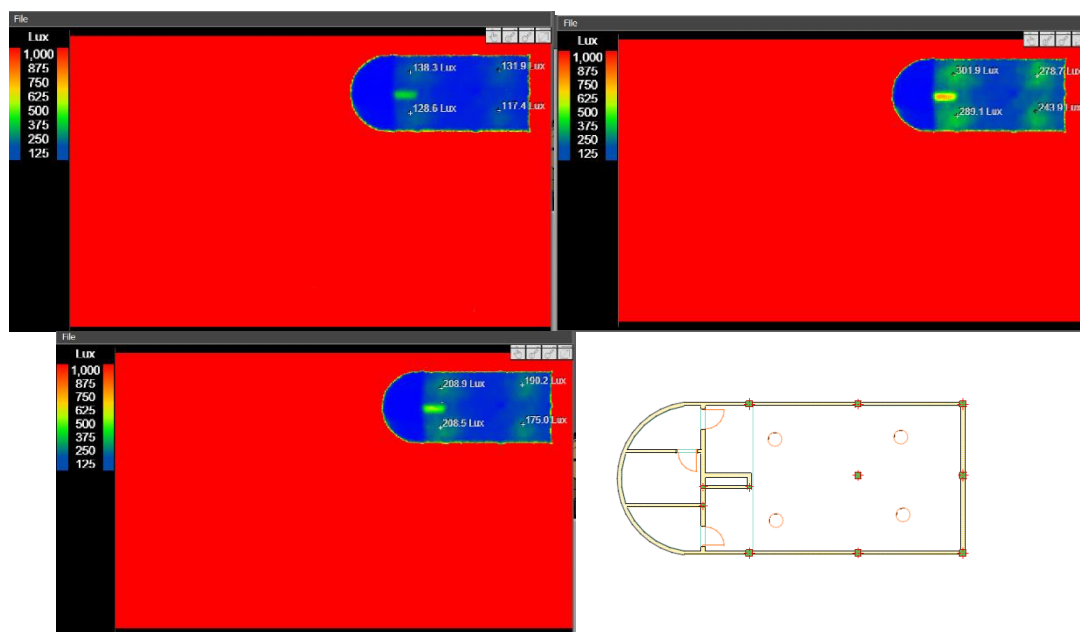 File
Lux
1,000
875
750
625
500
375
250
125
138.3 Lux
131.9 Lux
128.6 Lux
117.4 Lux
File
Lux
1,000
875
750
625
500
375
250
125
301.9 Lux
278.7 Lux
289.1 Lux
243.9 Lux
File
Lux
1,000
875
750
625
500
375
250
125
208.9 Lux
190.2 Lux
208.5 Lux
175.0 Lux